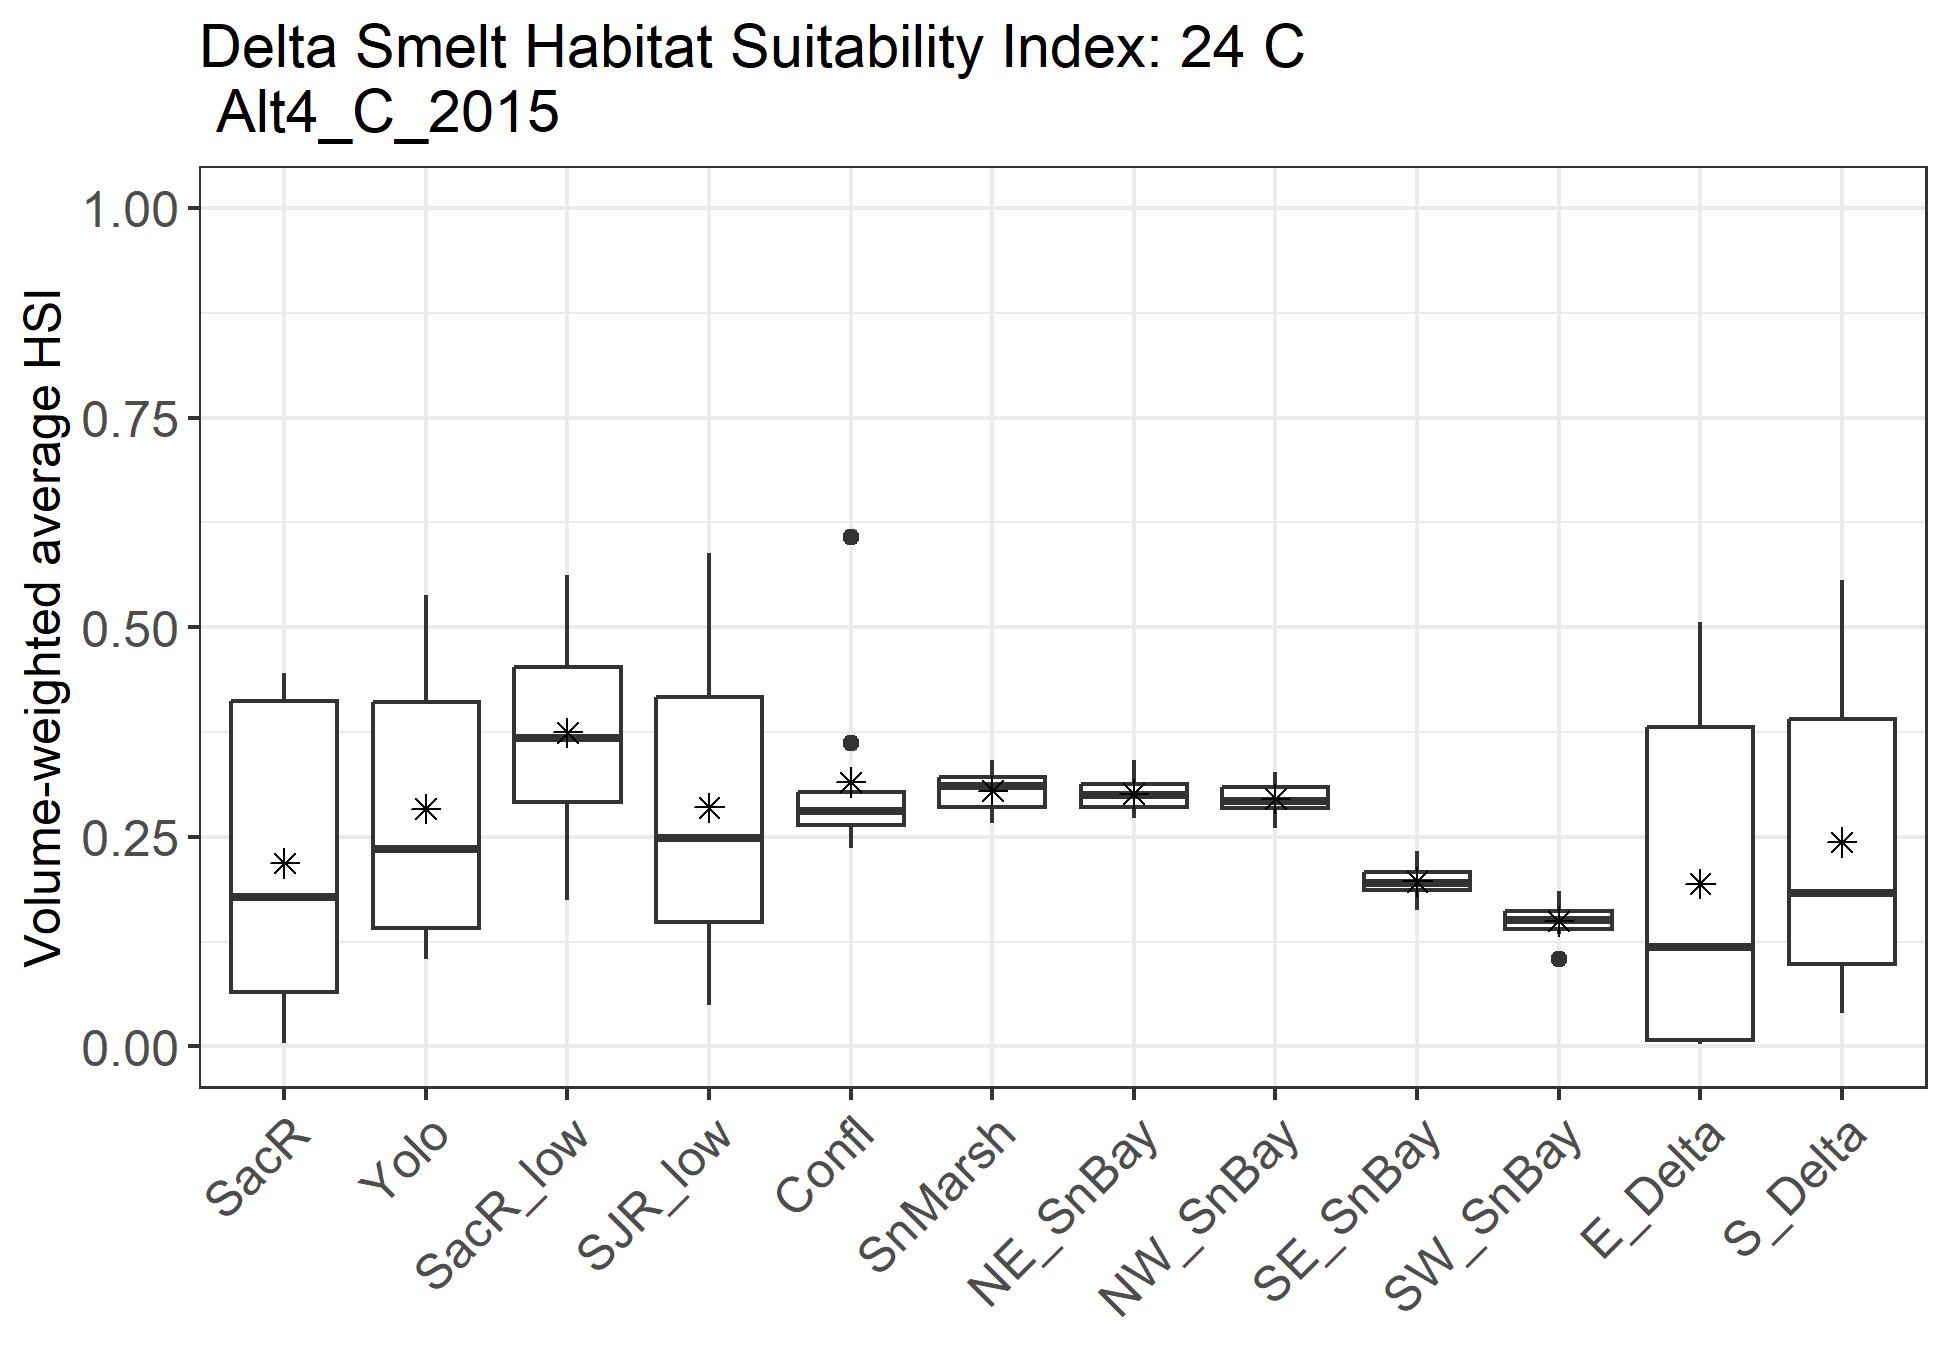 Delta Smelt Habitat Suitability Index: 24 C
Alt4_C_2015
Volume-weighted average HSI
1.00
0.75
0.50
0.25
0.00
SacR
Yolo
SacR_low
SJR_low
Confl
SnMarsh
NE_SnBay
NW_SnBay
SE_SnBay
SW_SnBay
E_Delta
S_Delta